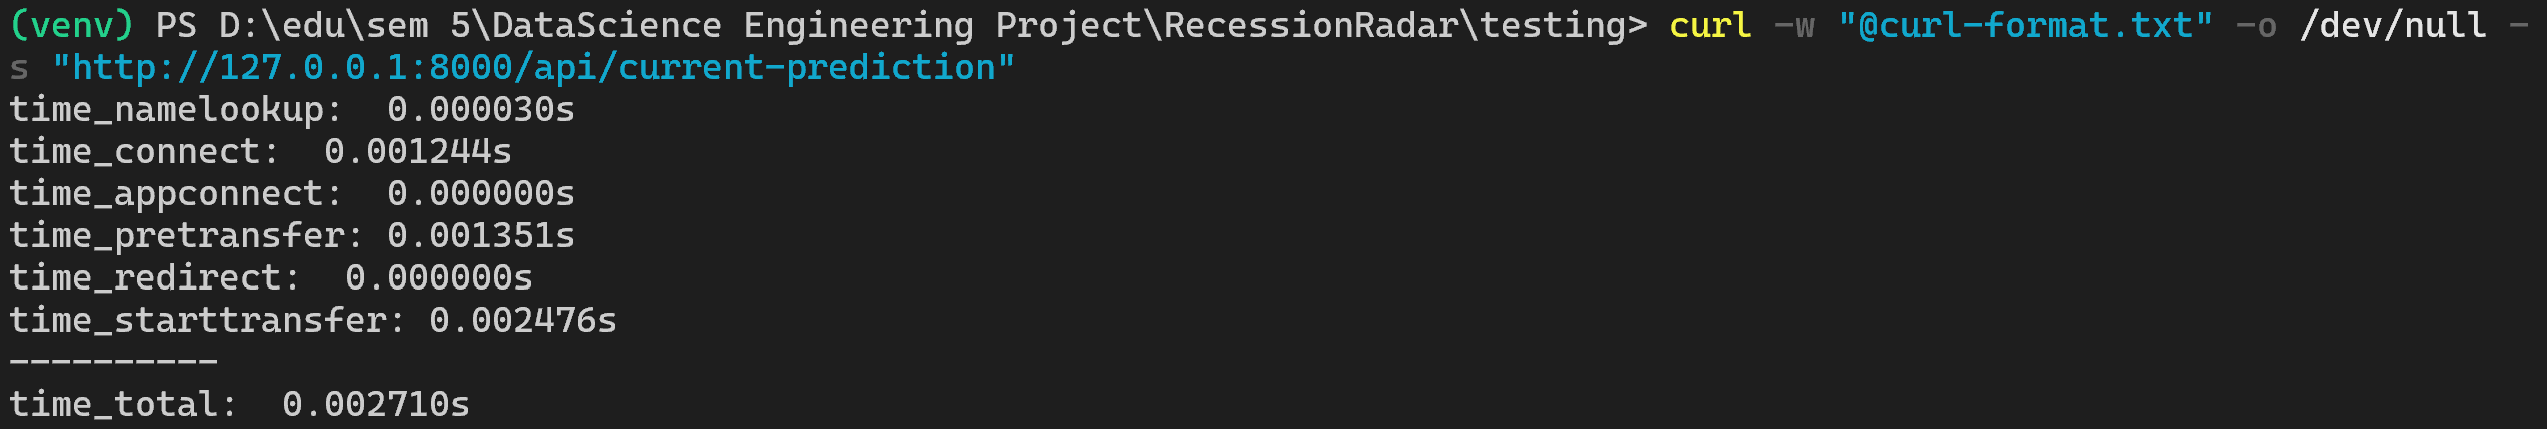 (venv) PS D:\edu\sem 5\DataScience Engineering Project\RecessionRadar\testing> curl -w "@curl-format.txt" -o /dev/null -
s "http://127.0.0.1:8000/api/current-prediction"
time_namelookup:  0.000030s
time_connect:  0.001244s
time_appconnect:  0.000000s
time_pretransfer: 0.001351s
time_redirect:  0.000000s
time_starttransfer: 0.002476s
----------
time_total:  0.002710s